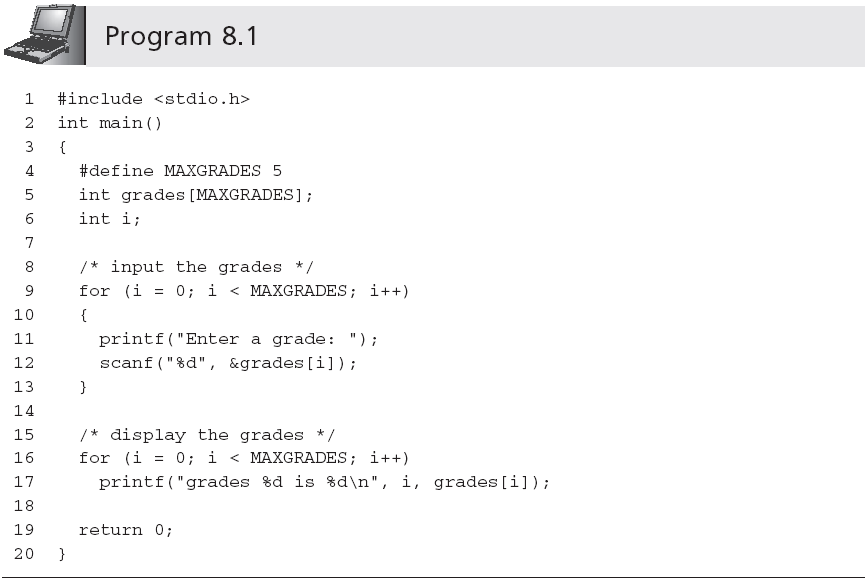 Program 8.1
1 #include <stdio.h>
2 int main()
3 {
4   #define MAXGRADES 5
5   int grades[MAXGRADES];
6   int i;
7
8   /* input the grades */
9   for (i = 0; i < MAXGRADES; i++)
10   {
11     printf("Enter a grade: ");
12     scanf("%d", &grades[i]);
13   }
14
15   /* display the grades */
16   for (i = 0; i < MAXGRADES; i++)
17     printf("grades %d is %d\n", i, grades[i]);
18
19   return 0;
20 }